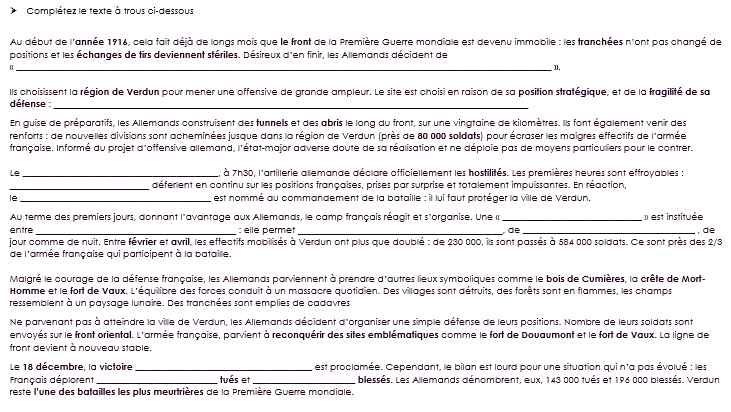 ➤ Complétez le texte à trous ci-dessous
Au début de l'année 1916, cela fait déjà de longs mois que le front de la Première Guerre mondiale est devenu immobile : les tranchées n'ont pas changé de
positions et les échanges de tirs deviennent stériles. Désireux d'en finir, les Allemands décident de
« ______________________________ ».
Ils choisissent la région de Verdun pour mener une offensive de grande ampleur. Le site est choisi en raison de sa position stratégique, et de la fragilité de sa
défense : ______________________________
En guise de préparatifs, les Allemands construisent des tunnels et des abris le long du front, sur une vingtaine de kilomètres. Ils font également venir des
renforts : de nouvelles divisions sont acheminées jusque dans la région de Verdun (près de 80 000 soldats) pour écraser les maigres effectifs de l'armée
française. Informé du projet d'offensive allemand, l'état-major adverse doute de sa réalisation et ne déploie pas de moyens particuliers pour le contrer.
Le ____________________, à 7h30, l'artillerie allemande déclare officiellement les hostilités. Les premières heures sont effroyables :
____________________ déferlent en continu sur les positions françaises, prises par surprise et totalement impuissantes. En réaction,
le ____________________ est nommé au commandement de la bataille : il lui faut protéger la ville de Verdun.
Au terme des premiers jours, donnant l'avantage aux Allemands, le camp français réagit et s'organise. Une « ____________________ » est instituée
entre ____________________ : elle permet ____________________, de ____________________ , de
jour comme de nuit. Entre février et avril, les effectifs mobilisés à Verdun ont plus que doublé : de 230 000, ils sont passés à 584 000 soldats. Ce sont près des 2/3
de l'armée française qui participent à la bataille.
Malgré le courage de la défense française, les Allemands parviennent à prendre d'autres lieux symboliques comme le bois de Cumières, la crête de Mort-
Homme et le fort de Vaux. L'équilibre des forces conduit à un massacre quotidien. Des villages sont détruits, des forêts sont en flammes, les champs
ressemblent à un paysage lunaire. Des tranchées sont emplies de cadavres
Ne parvenant pas à atteindre la ville de Verdun, les Allemands décident d'organiser une simple défense de leurs positions. Nombre de leurs soldats sont
envoyés sur le front oriental. L'armée française, parvient à reconquérir des sites emblématiques comme le fort de Douaumont et le fort de Vaux. La ligne de
front devient à nouveau stable.
Le 18 décembre, la victoire ____________________ est proclamée. Cependant, le bilan est lourd pour une situation qui n'a pas évolué : les
Français déplorent ____________________ tués et ____________________ blessés. Les Allemands dénombrent, eux, 143 000 tués et 196 000 blessés. Verdun
reste l'une des batailles les plus meurtrières de la Première Guerre mondiale.